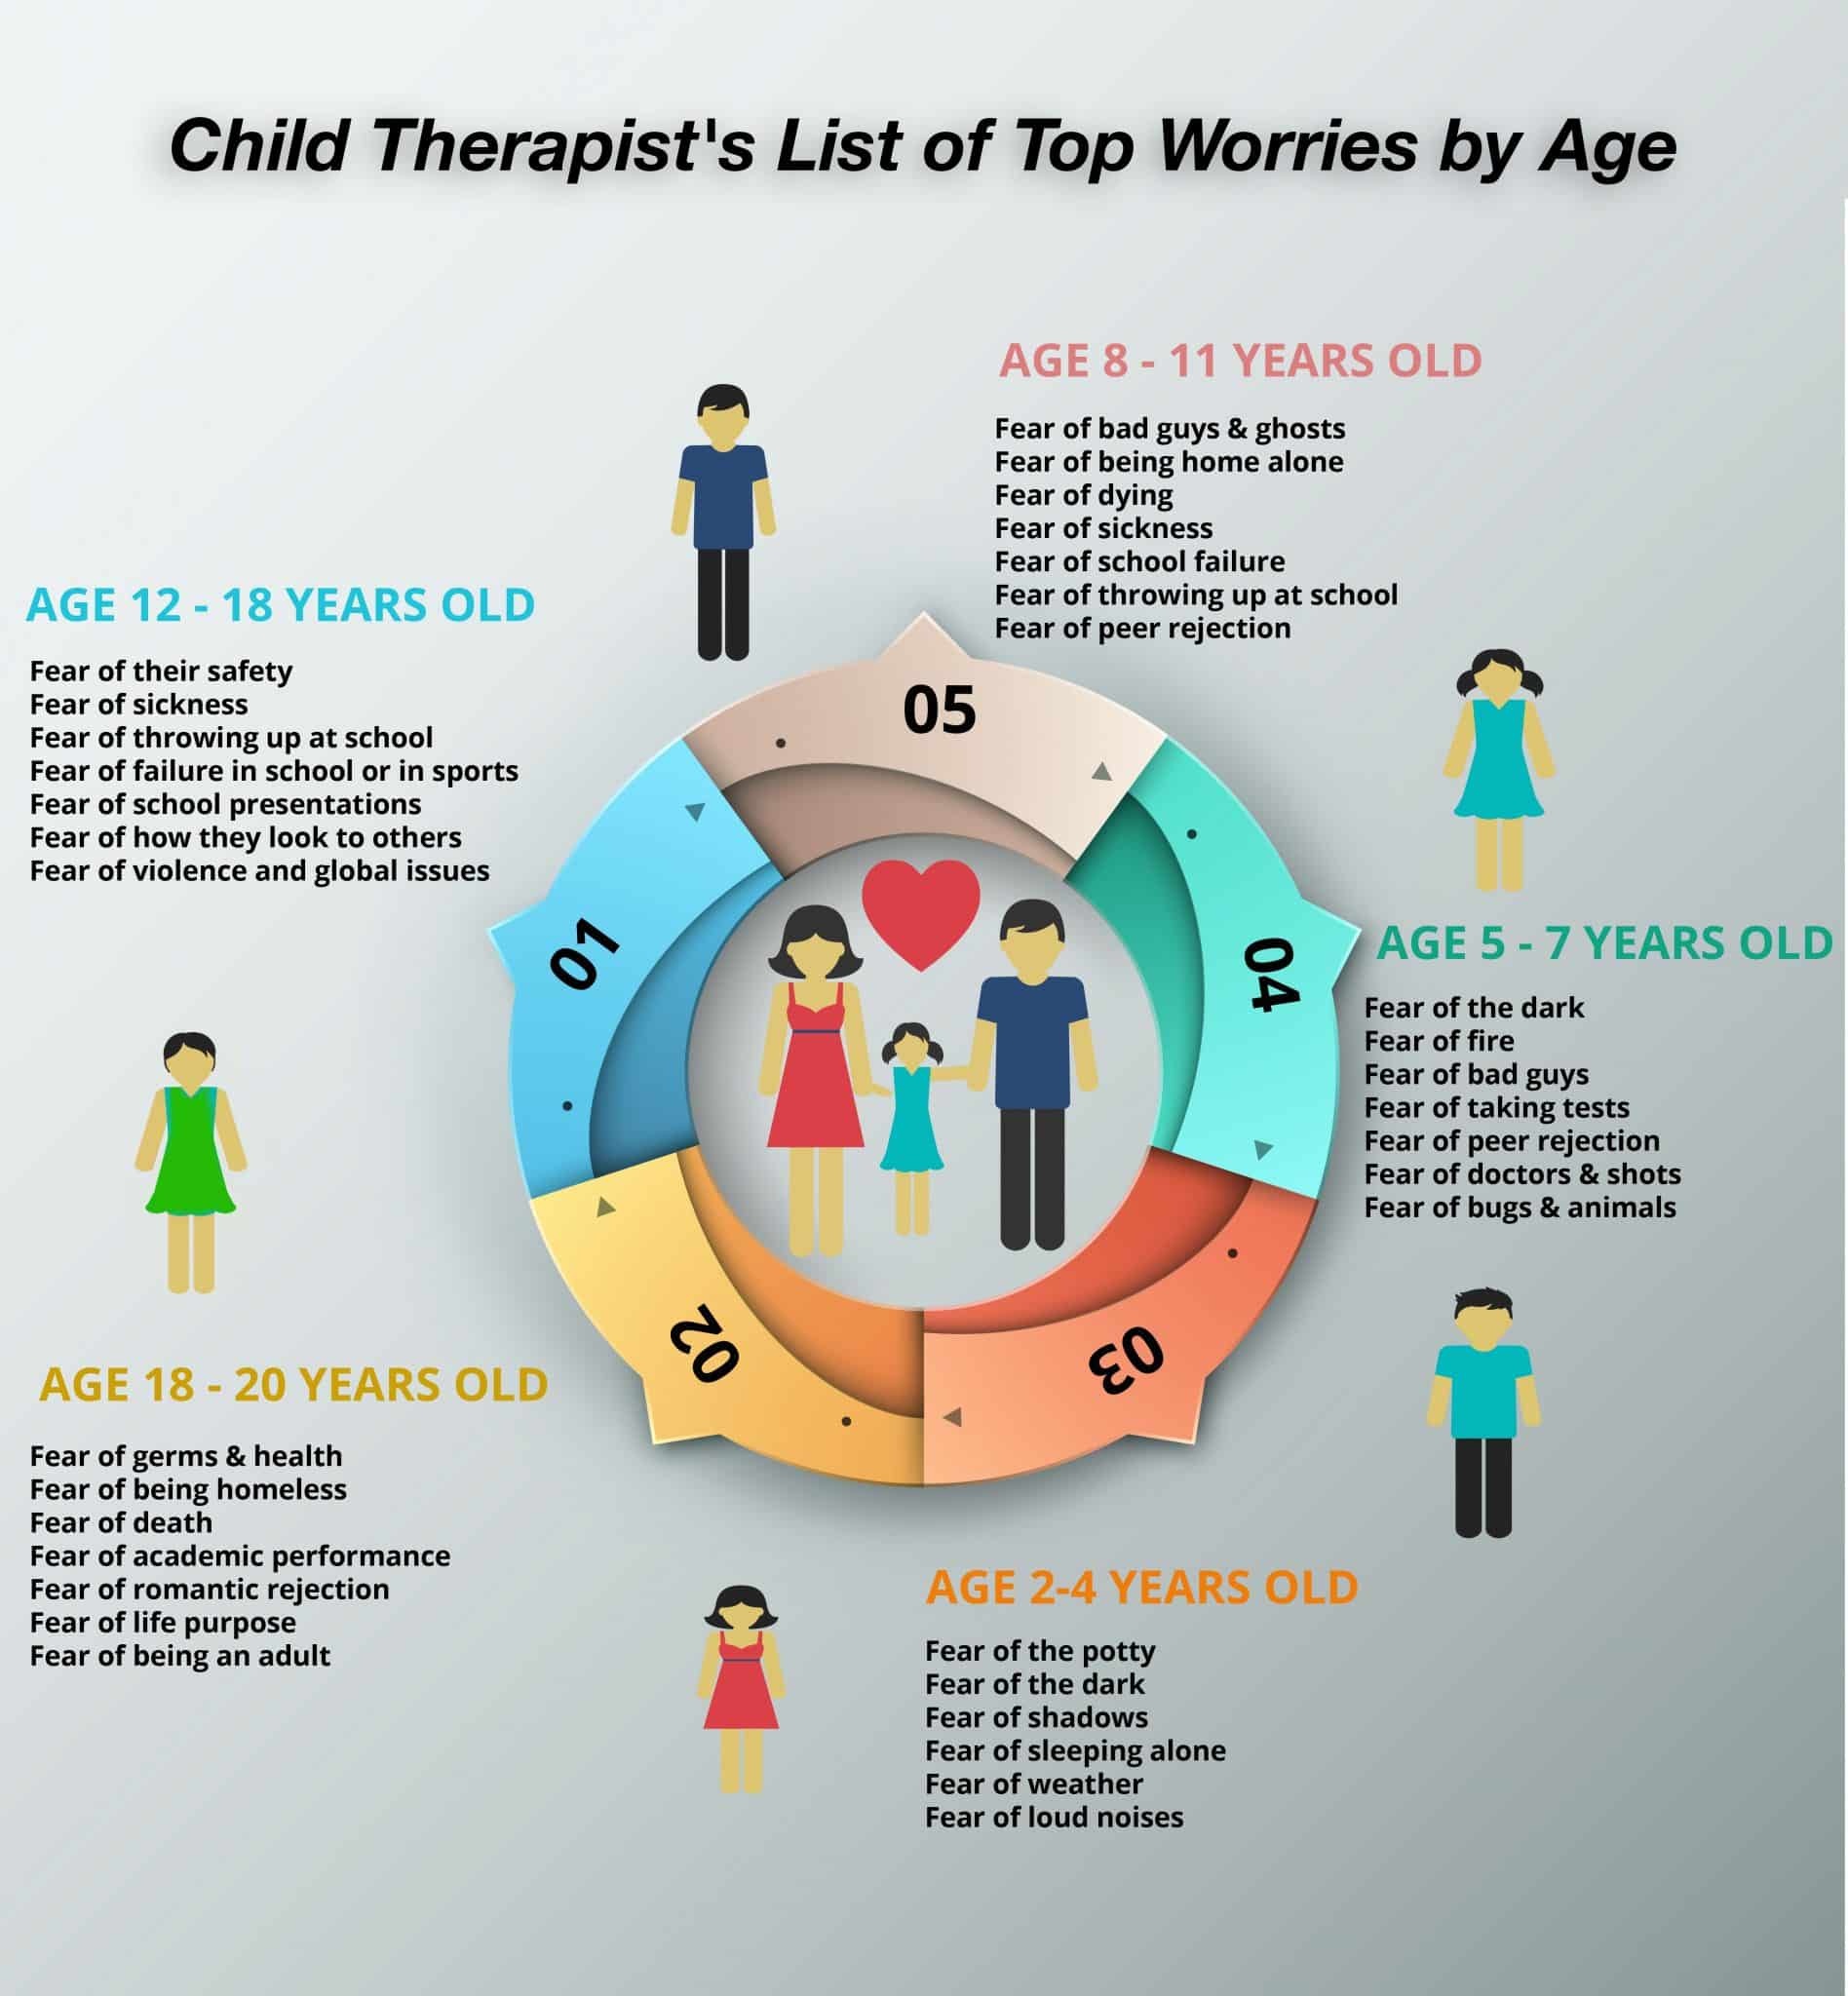 Child Therapist's List of Top Worries by Age
AGE 8 - 11 YEARS OLD
Fear of bad guys & ghosts
Fear of being home alone
Fear of dying
Fear of sickness
Fear of school failure
Fear of throwing up at school
Fear of peer rejection
AGE 12 - 18 YEARS OLD
Fear of their safety
Fear of sickness
Fear of throwing up at school
Fear of failure in school or in sports
Fear of school presentations
Fear of how they look to others
Fear of violence and global issues
05
04
03
02
01
AGE 5 - 7 YEARS OLD
Fear of the dark
Fear of fire
Fear of bad guys
Fear of taking tests
Fear of peer rejection
Fear of doctors & shots
Fear of bugs & animals
AGE 18 - 20 YEARS OLD
Fear of germs & health
Fear of being homeless
Fear of death
Fear of academic performance
Fear of romantic rejection
Fear of life purpose
Fear of being an adult
AGE 2-4 YEARS OLD
Fear of the potty
Fear of the dark
Fear of shadows
Fear of sleeping alone
Fear of weather
Fear of loud noises